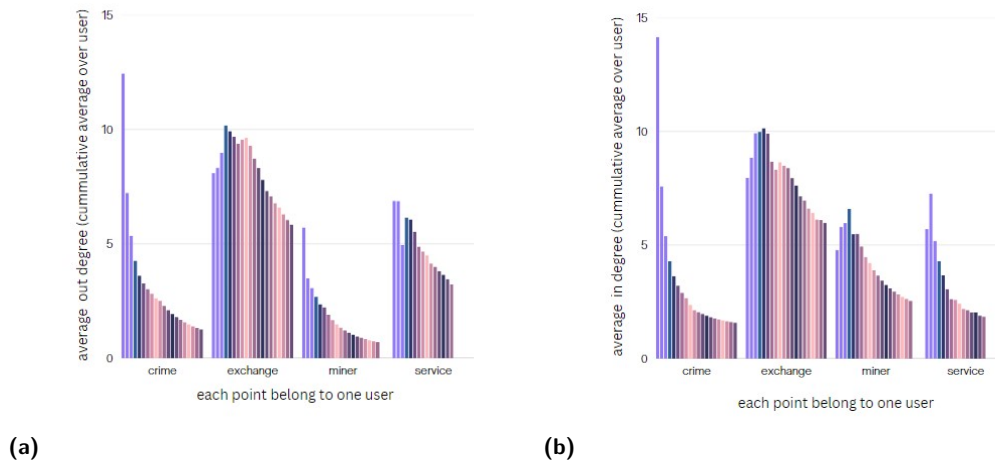 average out degree (cummulative average over user)
15
10
5
0
crime exchange miner service
each point belong to one user
(a)
average in degree (cummulative average over user)
15
10
5
0
crime exchange miner service
each point belong to one user
(b)